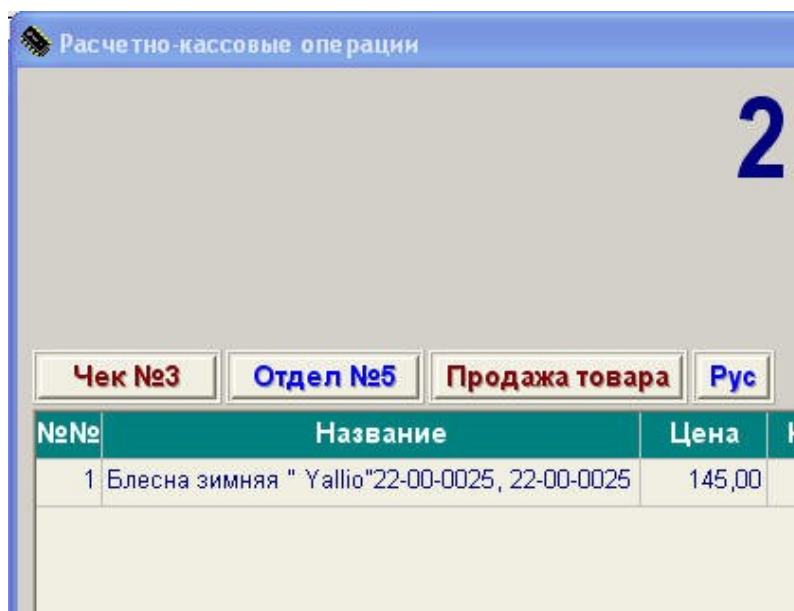 Расчетно-кассовые операции
2
Чек №3 Отдел №5 Продажа товара Рус
№№ Название Цена
1 Блесна зимняя " Yallio"22-00-0025, 22-00-0025 145,00